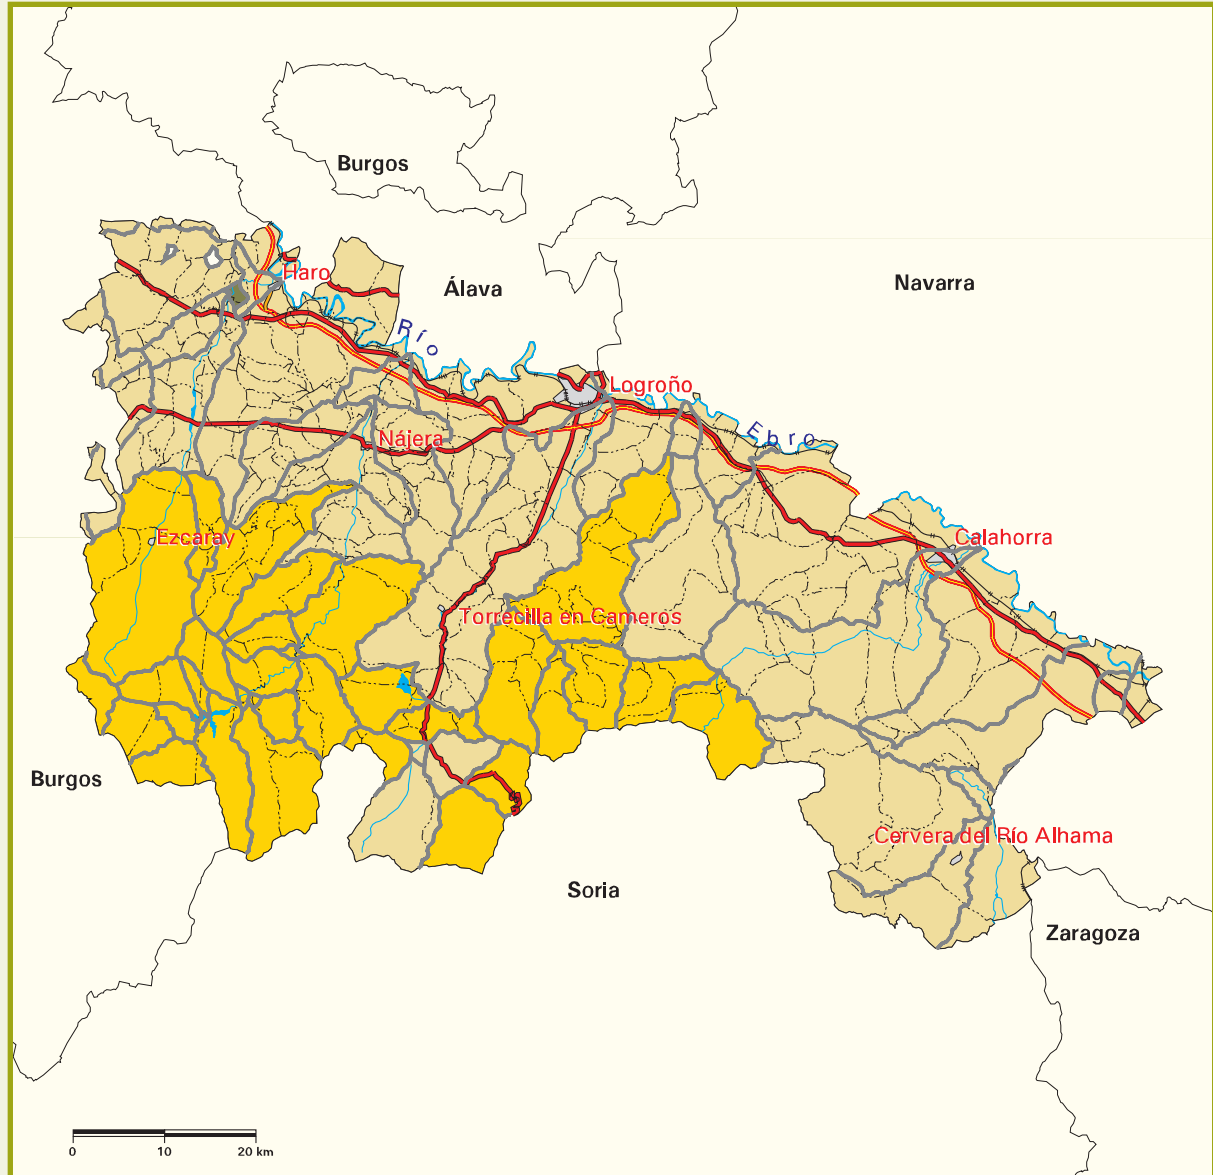 Burgos
Haro
Álava
Navarra
Río
Logroño
Ebro
Nájera
Ezcaray
Calahorra
Torrecilla en Cameros
Burgos
Cervera del Río Alhama
Soria
Zaragoza
0 10 20 km